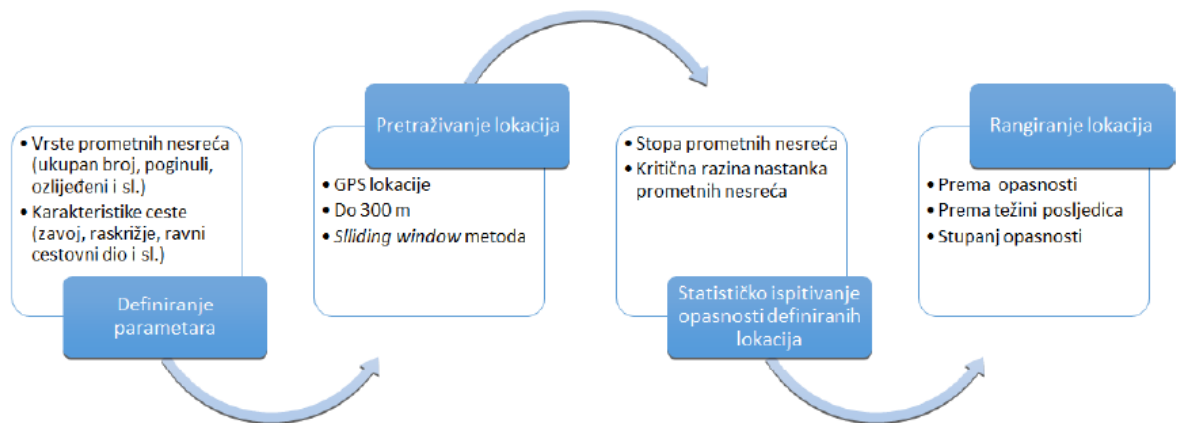 • Vrste prometnih nesreća
(ukupan broj, poginuli,
ozlijeđeni i sl.)
• Karakteristike ceste
(zavoj, raskrižje, ravni
cestovni dio i sl.)
Definiranje
parametara
Pretraživanje lokacija
• GPS lokacije
• Do 300 m
• Slliding window metoda
• Stopa prometnih nesreća
• Kritična razina nastanka
prometnih nesreća
Statističko ispitivanje
opasnosti definiranih
lokacija
Rangiranje lokacija
• Prema opasnosti
• Prema težini posljedica
• Stupanj opasnosti